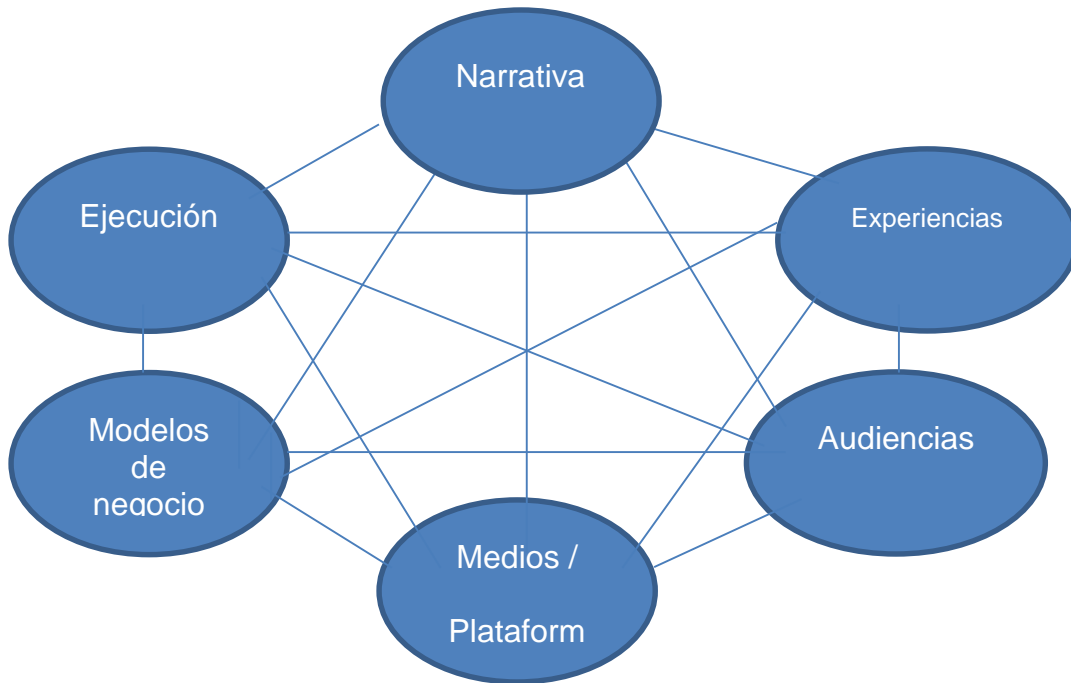 Narrativa
Ejecución
Experiencias
Modelos
de
negocio
Audiencias
Medios /
Plataform